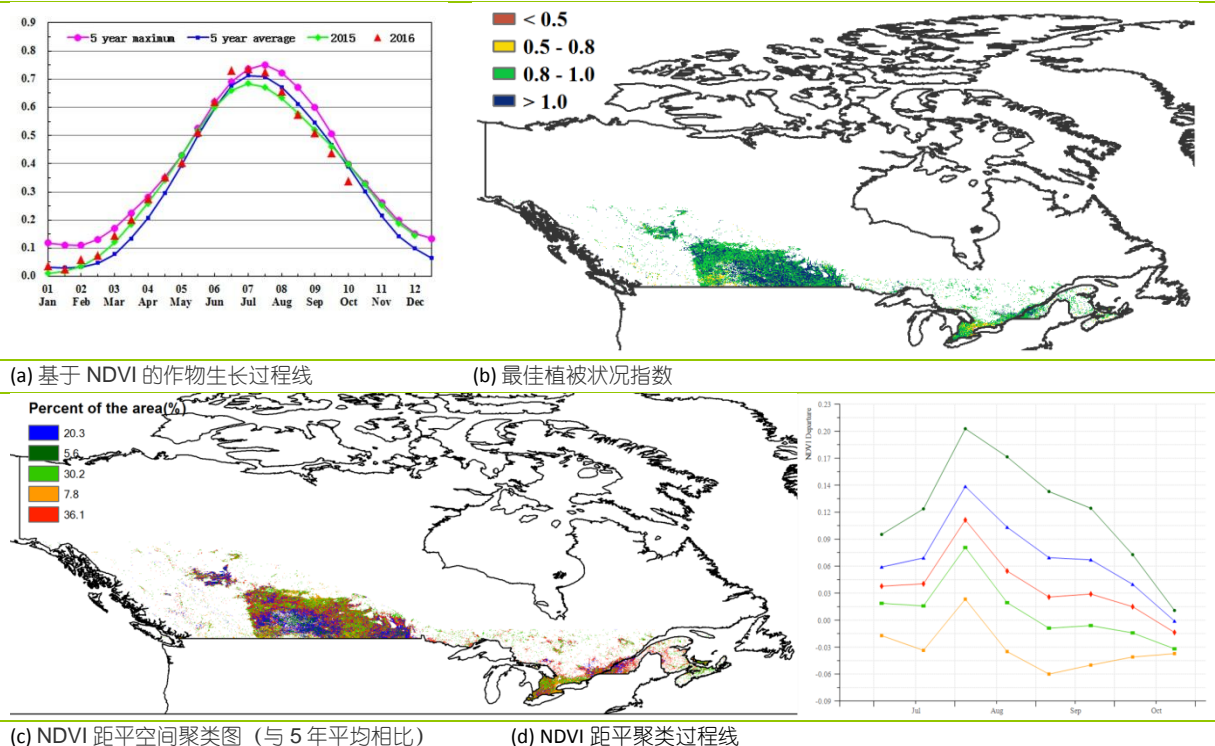 0.9
5 year maximum 5 year average 2015 2016
0.8
0.7
0.6
0.5
0.4
0.3
0.2
0.1
0.0
01 02 03 04 05 06 07 08 09 10 11 12
Jan Feb Mar Apr May Jun Jul Aug Sep Oct Nov Dec
< 0.5
0.5 - 0.8
0.8 - 1.0
> 1.0
(a) 基于 NDVI 的作物生长过程线
(b) 最佳植被状况指数
Percent of the area(%)
20.3
5.6
30.2
7.8
36.1
NDVI Departure
0.23
0.20
0.17
0.14
0.12
0.09
0.06
0.03
0.00
-0.03
-0.06
-0.09
Jul Aug Sep Oct
(c) NDVI 距平空间聚类图（与 5 年平均相比）
(d) NDVI 距平聚类过程线